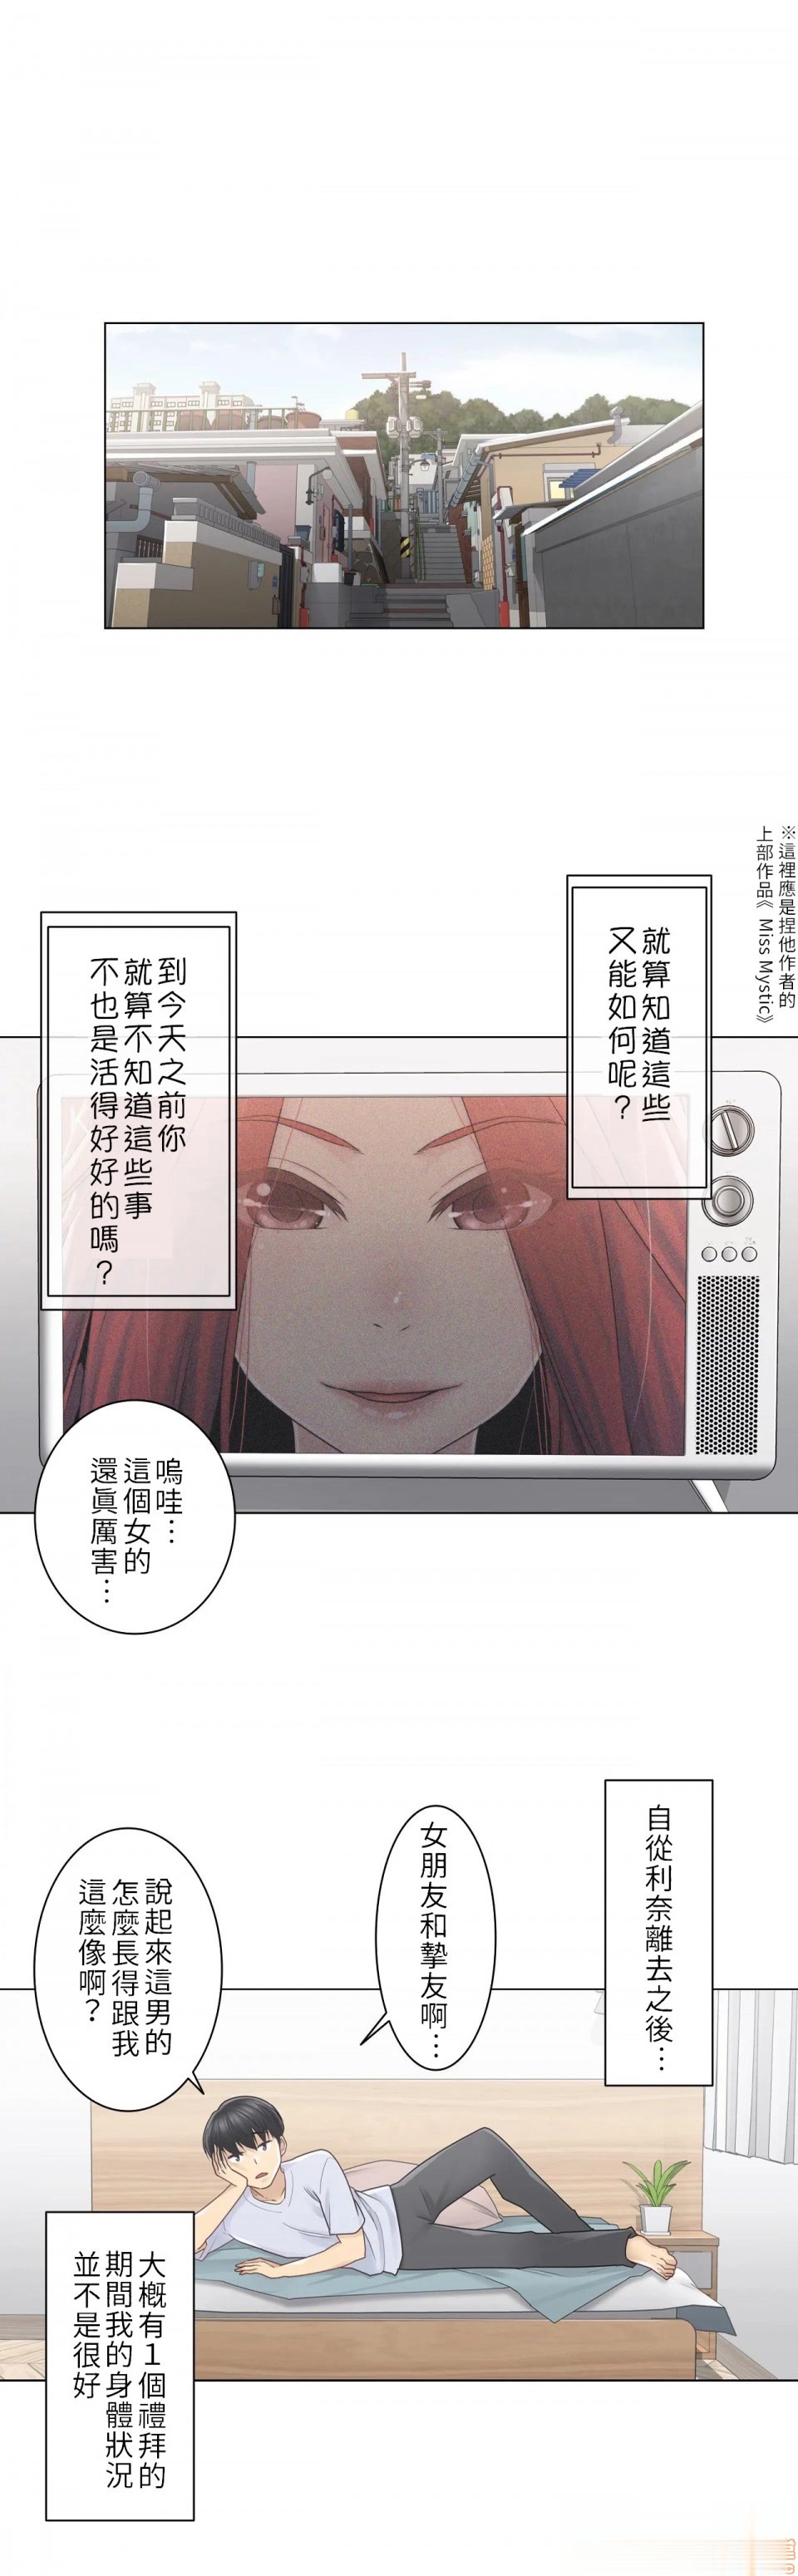 ※這裡應是捏他作者的
上部作品《 Miss Mystic》
就算知道這些
又能如何呢？
到今天之前你
就算不知道這些事
不也是活得好好的嗎？
嗚哇…
這個女的
還眞厲害…
自從利奈離去之後…
女朋友和摯友啊…
說起來這男的
怎麼長得跟我
這麼像啊？
大概有1個禮拜的
期間我的身體狀況
並不是很好